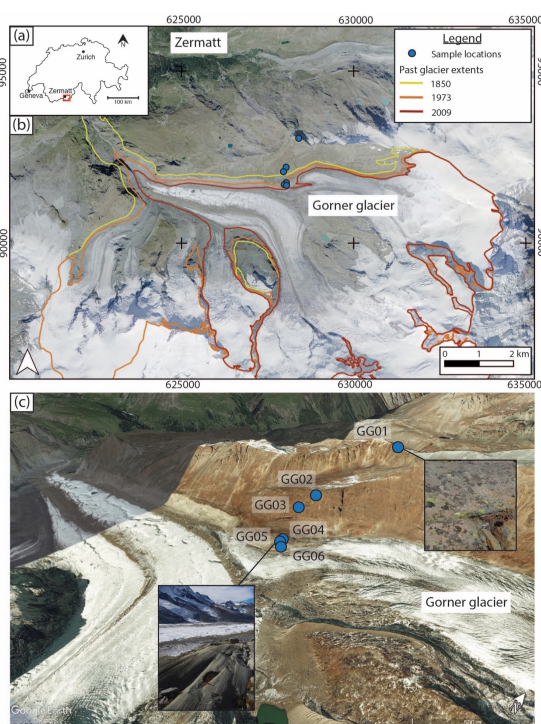 625000
630000
635000
(a)
N
Zurich
Geneva
Zermatt
100 km
Zermatt
Legend
Sample locations
Past glacier extents
1850
1973
2009
95000
(b)
Gorner glacier
90000
90000
0 1 2 km
625000
630000
635000
(c)
GG01
GG02
GG03
GG04
GG05
GG06
Gorner glacier
Google Earth
N